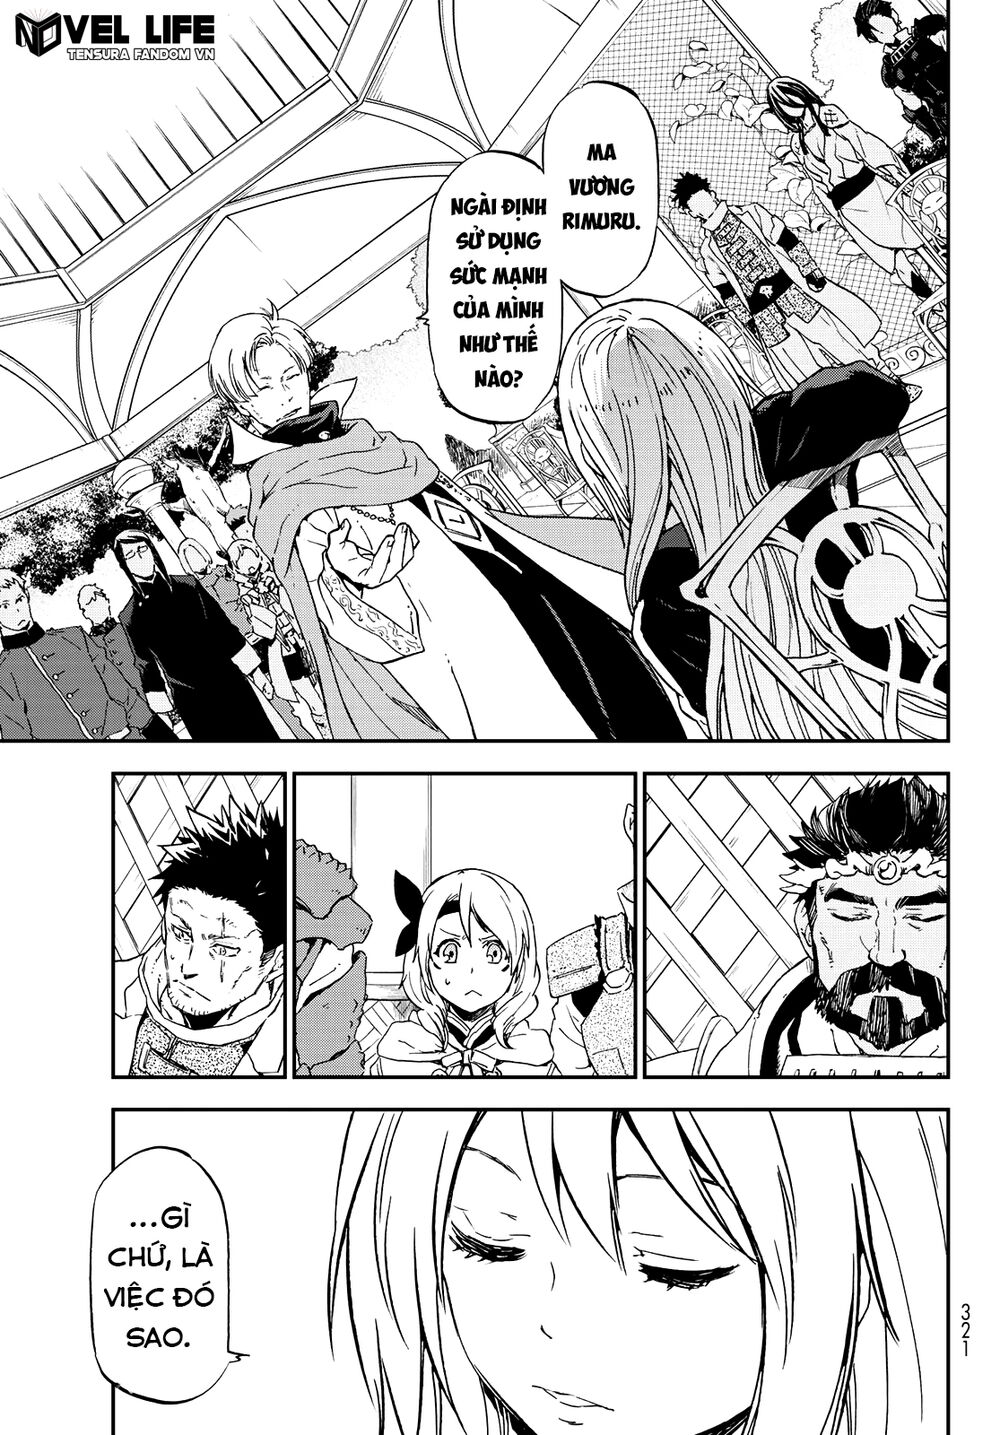 NOVEL LIFE
TENSURA FANDOM VN
MA
VƯƠNG
RIMURU.
NGÀI ĐỊNH
SỬ DỤNG
SỨC MẠNH
CỦA MÌNH
NHƯ THẾ
NÀO?
...GÌ
CHỨ, LÀ
VIỆC ĐÓ
SAO.
321